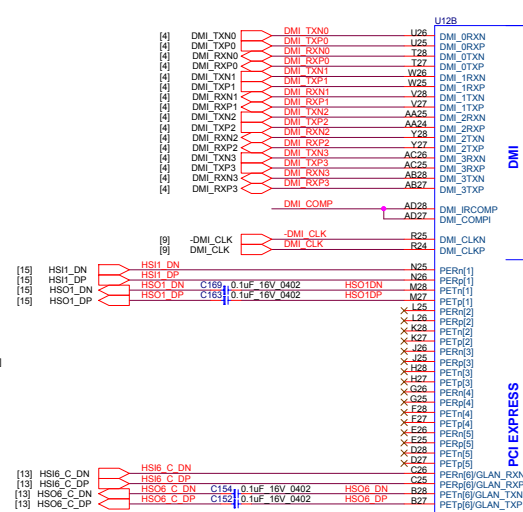 U12B
[4] DMI_TXN0 DMI_TXN0 U26 DMI_0RXN
[4] DMI_TXP0 DMI_TXP0 U25 DMI_0RXP
[4] DMI_RXN0 DMI_RXN0 T28 DMI_0TXN
[4] DMI_RXP0 DMI_RXP0 T27 DMI_0TXP
[4] DMI_TXN1 DMI_TXN1 W26 DMI_1RXN
[4] DMI_TXP1 DMI_TXP1 W25 DMI_1RXP
[4] DMI_RXN1 DMI_RXN1 V28 DMI_1TXN
[4] DMI_RXP1 DMI_RXP1 V27 DMI_1TXP
[4] DMI_TXN2 DMI_TXN2 AA25 DMI_2RXN
[4] DMI_TXP2 DMI_TXP2 AA24 DMI_2RXP
[4] DMI_RXN2 DMI_RXN2 Y28 DMI_2TXN
[4] DMI_RXP2 DMI_RXP2 Y27 DMI_2TXP
[4] DMI_TXN3 DMI_TXN3 AC26 DMI_3RXN
[4] DMI_TXP3 DMI_TXP3 AC25 DMI_3RXP
[4] DMI_RXN3 DMI_RXN3 AB28 DMI_3TXN
[4] DMI_RXP3 DMI_RXP3 AB27 DMI_3TXP
DMI
DMI_COMP AD28 DMI_IRCOMP
AD27 DMI_COMPI
[9] -DMI_CLK -DMI_CLK R25 DMI_CLKN
[9] DMI_CLK DMI_CLK R24 DMI_CLKP
[15] HSI1_DN HSI1_DN N25 PERn[1]
[15] HSI1_DP HSI1_DP N26 PERp[1]
[15] HSO1_DN HSO1_DN C169 0.1uF_16V_0402 HSO1DN M28 PETn[1]
[15] HSO1_DP HSO1_DP C163 0.1uF_16V_0402 HSO1DP M27 PETp[1]
L25 PERn[2]
L26 PERp[2]
K28 PETn[2]
K27 PETp[2]
J26 PERn[3]
J25 PERp[3]
H28 PETn[3]
H27 PETp[3]
G26 PERn[4]
G25 PERp[4]
F28 PETn[4]
F27 PETp[4]
E26 PERn[5]
E25 PERp[5]
D28 PETn[5]
D27 PETp[5]
PCI EXPRESS
[13] HSI6_C_DN HSI6_C_DN C26 PERn[6]/GLAN_RXN
[13] HSI6_C_DP HSI6_C_DP C25 PERp[6]/GLAN_RXP
[13] HSO6_C_DN HSO6_C_DN C154 0.1uF_16V_0402 HSO6_DN B28 PETn[6]/GLAN_TXN
[13] HSO6_C_DP HSO6_C_DP C152 0.1uF_16V_0402 HSO6_DP B27 PETp[6]/GLAN_TXP